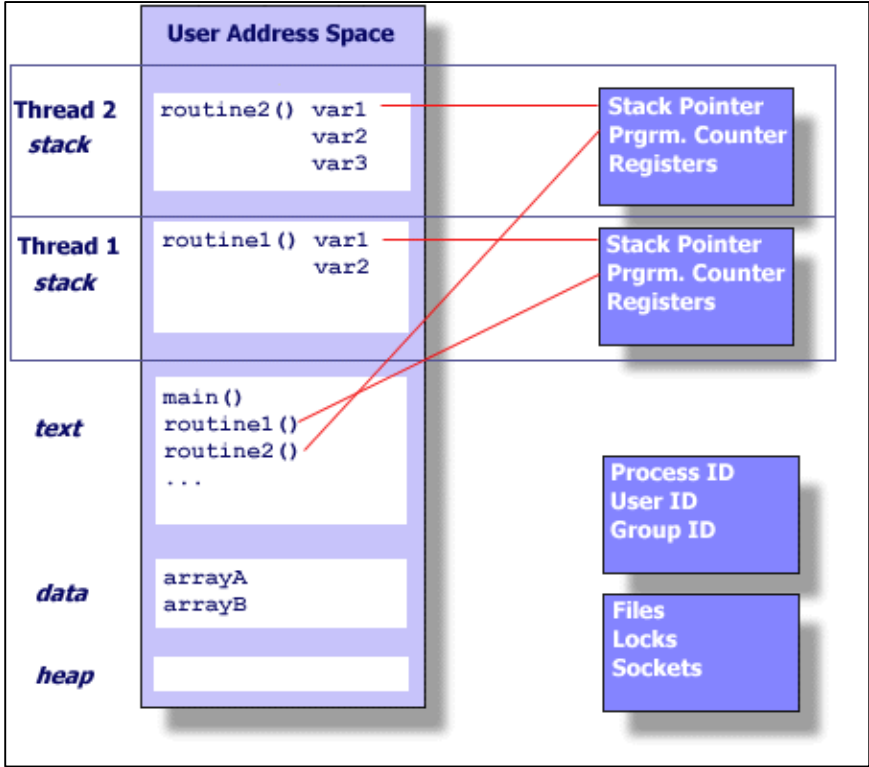 User Address Space
Thread 2
stack
routine2() var1
var2
var3
Stack Pointer
Prgrm. Counter
Registers
Thread 1
stack
routine1() var1
var2
Stack Pointer
Prgrm. Counter
Registers
text
main()
routine1()
routine2()
...
Process ID
User ID
Group ID
data
arrayA
arrayB
Files
Locks
Sockets
heap